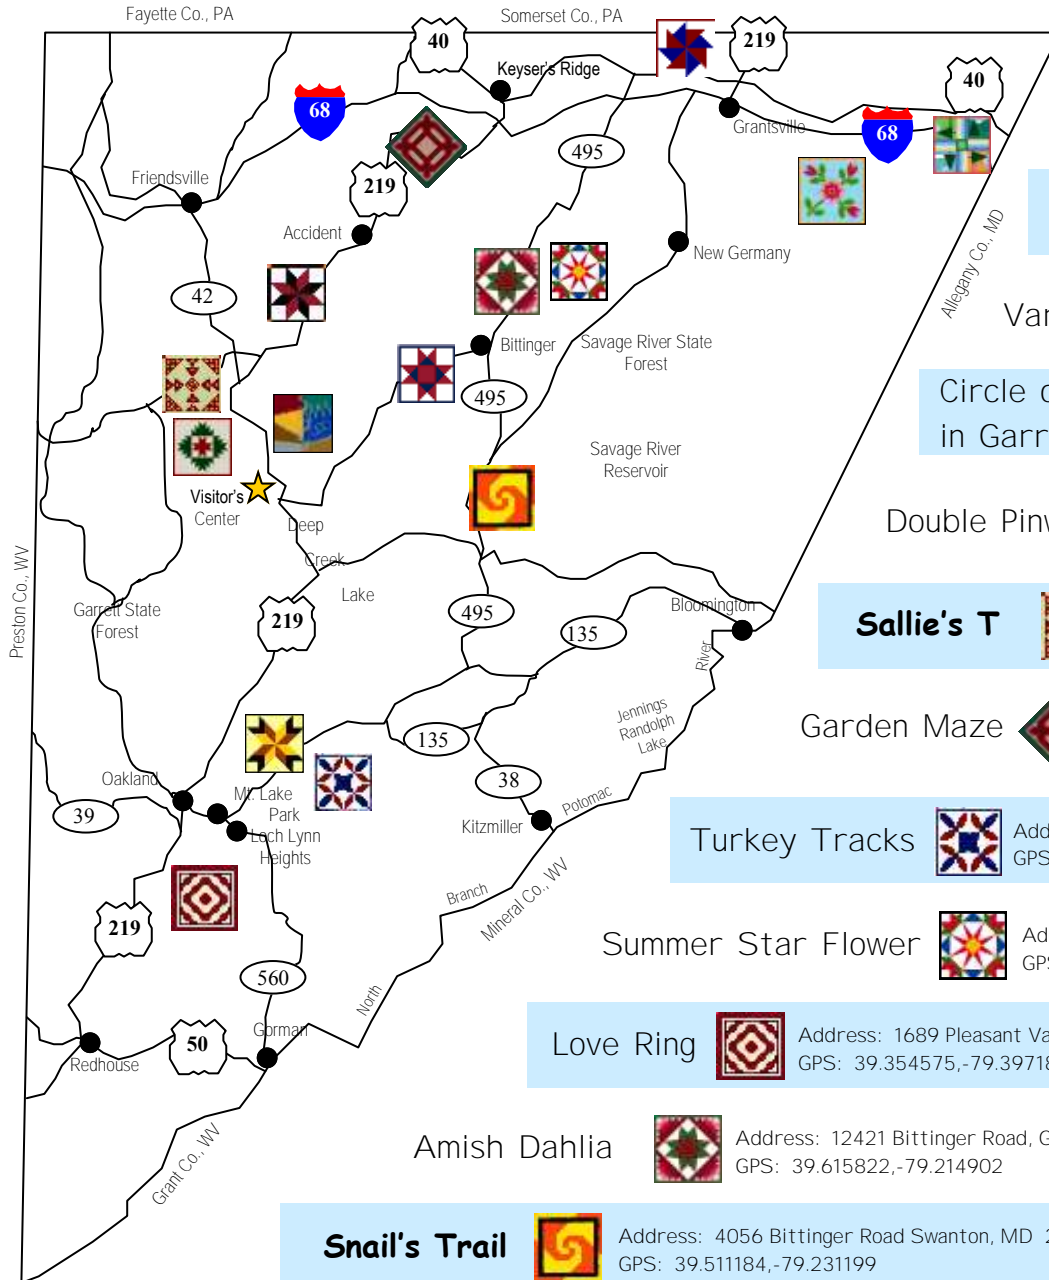 Fayette Co., PA
Somerset Co., PA
40
219
Keyser's Ridge
40
68
Grantsville
68
495
Friendsville
219
Accident
New Germany
Allegany Co., MD
42
Bittinger
Savage River State
Forest
495
Savage River
Reservoir
Visitor's
Center
Deep
Creek
Lake
Preston Co., WV
Garrett State
Forest
219
495
135
Bloomington
River
Jennings
Randolph
Lake
135
38
Potomac
Kitzmiller
Oakland
Mt. Lake
Park
Loch Lynn
Heights
39
219
560
Branch
Mineral Co., WV
North
Gorman
50
Redhouse
Grant Co., WV
Circle
in Garr
Double Pinw
Sallie's T
Garden Maze
Turkey Tracks
Add
GPS
Summer Star Flower
Ad
GPS
Love Ring
Address: 1689 Pleasant Va
GPS: 39.354575,-79.39718
Amish Dahlia
Address: 12421 Bittinger Road, G
GPS: 39.615822,-79.214902
Snail's Trail
Address: 4056 Bittinger Road Swanton, MD 2
GPS: 39.511184,-79.231199